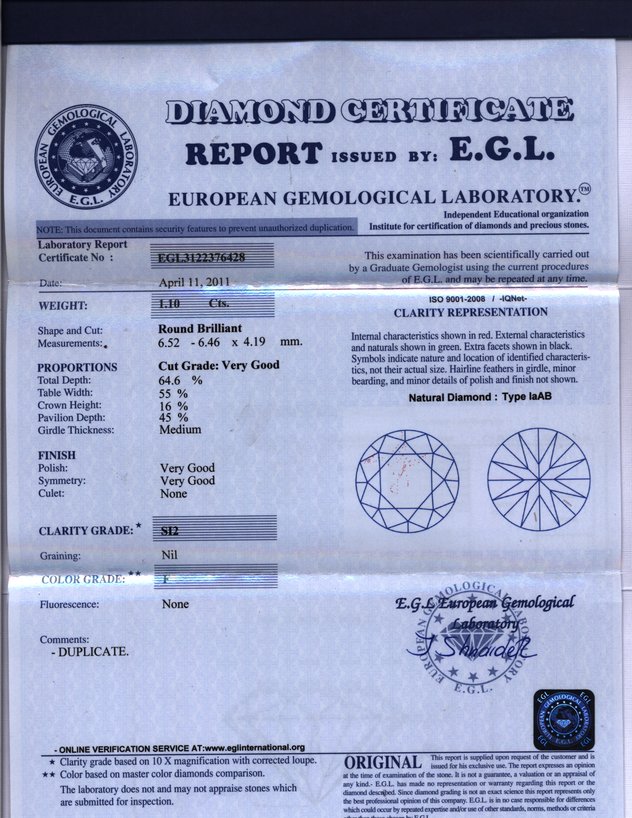 EUROPEAN GEMOLOGICAL LABORATORY
E.G.L.
DIAMOND CERTIFICATE
REPORT ISSUED BY: E.G.L.
EUROPEAN GEMOLOGICAL LABORATORY.™
Independent Educational organization
Institute for certification of diamonds and precious stones.
NOTE: This document contains security features to prevent unauthorized duplication.
Laboratory Report
Certificate No : EGL3122376428
Date: April 11, 2011
WEIGHT: 1.10 Cts.
Shape and Cut: Round Brilliant
Measurements: 6.52 - 6.46 x 4.19 mm.
PROPORTIONS Cut Grade: Very Good
Total Depth: 64.6 %
Table Width: 55 %
Crown Height: 16 %
Pavilion Depth: 45 %
Girdle Thickness: Medium
FINISH
Polish: Very Good
Symmetry: Very Good
Culet: None
CLARITY GRADE: * SI2
Graining: Nil
COLOR GRADE: ** F
Fluorescence: None
Comments:
- DUPLICATE.
This examination has been scientifically carried out
by a Graduate Gemologist using the current procedures
of E.G.L. and may be repeated at any time.
ISO 9001-2008 / -IQNet-
CLARITY REPRESENTATION
Internal characteristics shown in red. External characteristics
and naturals shown in green. Extra facets shown in black.
Symbols indicate nature and location of identified characteris-
tics, not their actual size. Hairline feathers in girdle, minor
bearding, and minor details of polish and finish not shown.
Natural Diamond : Type IaAB
E.G.L European Gemological
Laboratory
EUROPEAN GEMOLOGICAL LABORATORY
E.G.L.
EGL EGL
EGL EGL
- ONLINE VERIFICATION SERVICE AT:www.eglinternational.org
★ Clarity grade based on 10 X magnification with corrected loupe.
★★ Color based on master color diamonds comparison.
The laboratory does and may not appraise stones which
are submitted for inspection.
ORIGINAL This report is supplied upon request of the customer and is
issued for his exclusive use. The report expresses an opinion
at the time of examination of the stone. It is not a guarantee, a valuation or an appraisal of
any kind.- E.G.L. has made no representation or warranty regarding this report or the
diamond described. Since diamond grading is not an exact science this report represents only
the best professional opinion of this company. E.G.L. is in no case responsible for differences
which could occur by repeated expertise and/or use of other standards, norms, methods or criteria